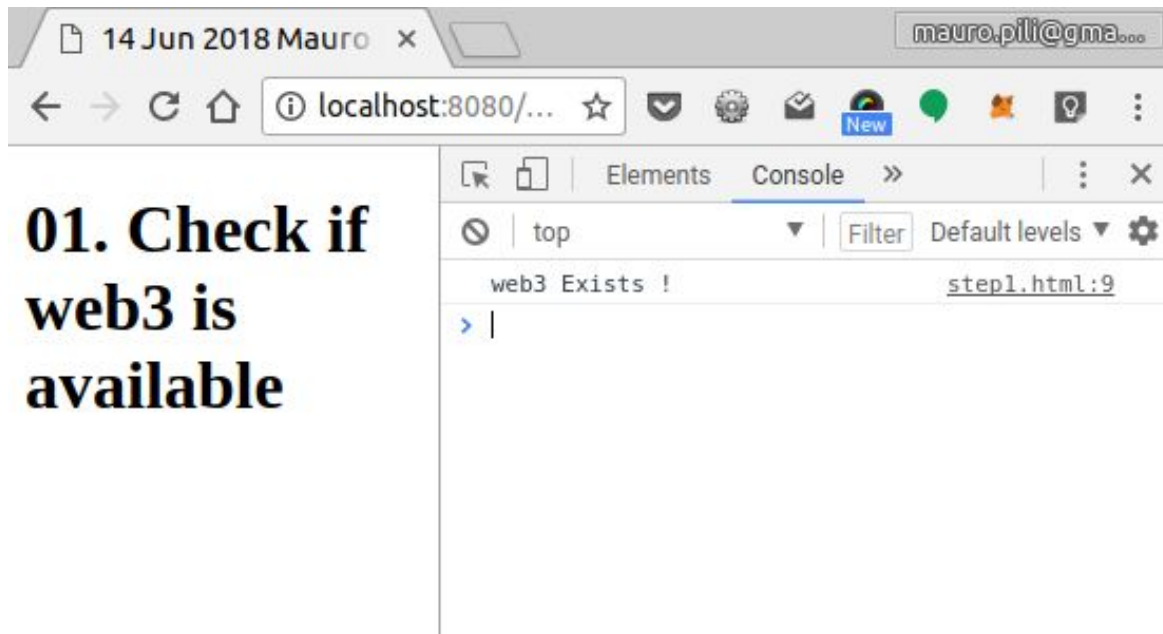 14 Jun 2018 Mauro
mauro.pili@gma...
localhost:8080/...
New
Elements Console »
top Filter Default levels
web3 Exists ! step1.html:9
>
01. Check if
web3 is
available